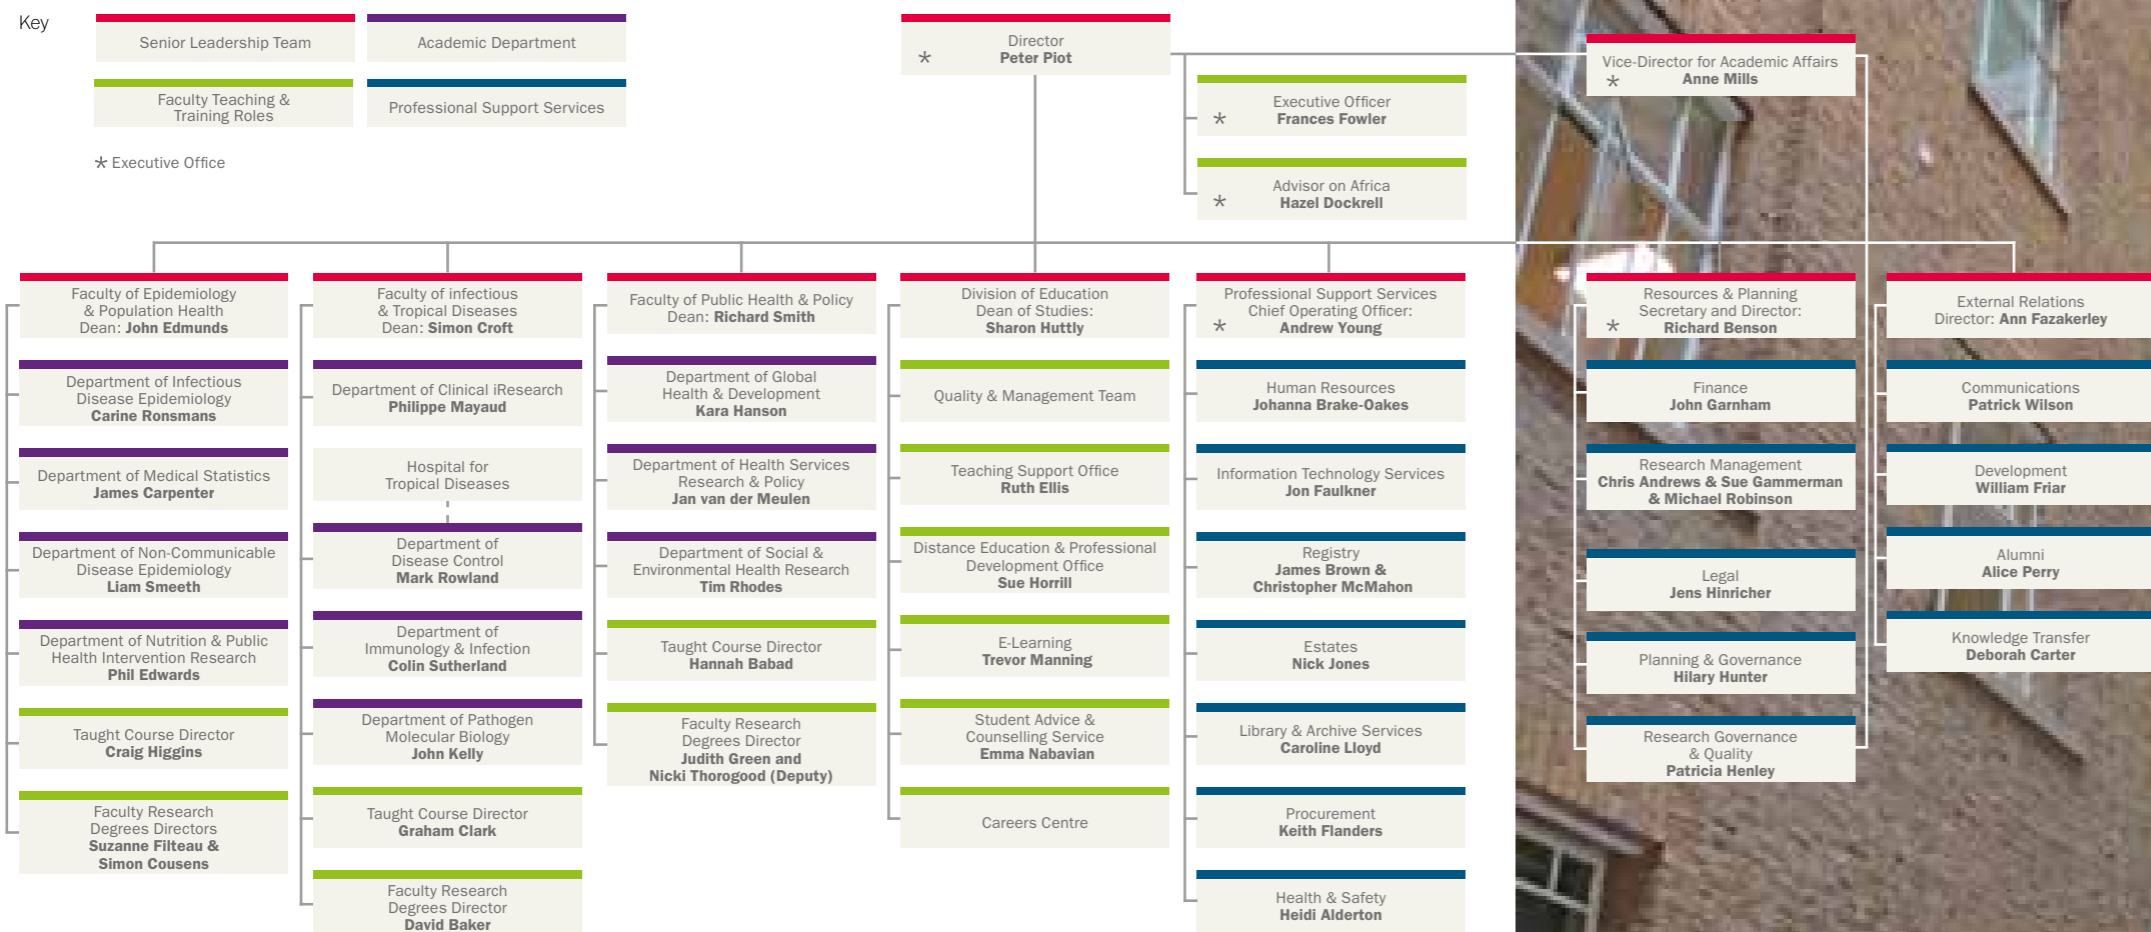 Key
Senior Leadership Team
Academic Department
Faculty Teaching &
Training Roles
Professional Support Services
* Executive Office
Director
* Peter Piot
Vice-Director for Academic Affairs
* Anne Mills
Executive Officer
* Frances Fowler
Advisor on Africa
* Hazel Dockrell
Faculty of Epidemiology
& Population Health
Dean: John Edmunds
Department of Infectious
Disease Epidemiology
Carine Ronsmans
Department of Medical Statistics
James Carpenter
Department of Non-Communicable
Disease Epidemiology
Liam Smeeth
Department of Nutrition & Public
Health Intervention Research
Phil Edwards
Taught Course Director
Craig Higgins
Faculty Research
Degrees Directors
Suzanne Filteau &
Simon Cousens
Faculty of infectious
& Tropical Diseases
Dean: Simon Croft
Department of Clinical iResearch
Philippe Mayaud
Hospital for
Tropical Diseases
Department of
Disease Control
Mark Rowland
Department of
Immunology & Infection
Colin Sutherland
Department of Pathogen
Molecular Biology
John Kelly
Taught Course Director
Graham Clark
Faculty Research
Degrees Director
David Baker
Faculty of Public Health & Policy
Dean: Richard Smith
Department of Global
Health & Development
Kara Hanson
Department of Health Services
Research & Policy
Jan van der Meulen
Department of Social &
Environmental Health Research
Tim Rhodes
Taught Course Director
Hannah Babad
Faculty Research
Degrees Director
Judith Green and
Nicki Thorogood (Deputy)
Division of Education
Dean of Studies:
Sharon Huttly
Quality & Management Team
Teaching Support Office
Ruth Ellis
Distance Education & Professional
Development Office
Sue Horrill
E-Learning
Trevor Manning
Student Advice &
Counselling Service
Emma Nabavian
Careers Centre
Professional Support Services
Chief Operating Officer:
* Andrew Young
Human Resources
Johanna Brake-Oakes
Information Technology Services
Jon Faulkner
Registry
James Brown &
Christopher McMahon
Estates
Nick Jones
Library & Archive Services
Caroline Lloyd
Procurement
Keith Flanders
Health & Safety
Heidi Alderton
Resources & Planning
Secretary and Director:
* Richard Benson
Finance
John Garnham
Research Management
Chris Andrews & Sue Gammerman
& Michael Robinson
Legal
Jens Hinricher
Planning & Governance
Hilary Hunter
Research Governance
& Quality
Patricia Henley
External Relations
Director: Ann Fazakerley
Communications
Patrick Wilson
Development
William Friar
Alumni
Alice Perry
Knowledge Transfer
Deborah Carter